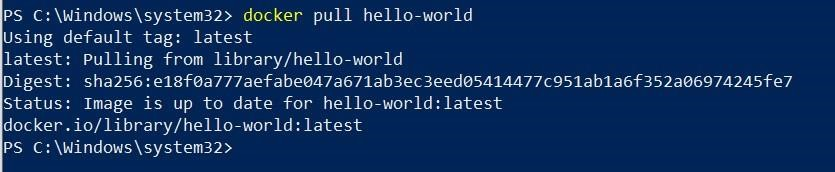 PS C:\Windows\system32> docker pull hello-world
Using default tag: latest
latest: Pulling from library/hello-world
Digest: sha256:e18f0a777aefabe047a671ab3ec3eed05414477c951ab1a6f352a06974245fe7
Status: Image is up to date for hello-world:latest
docker.io/library/hello-world:latest
PS C:\Windows\system32>